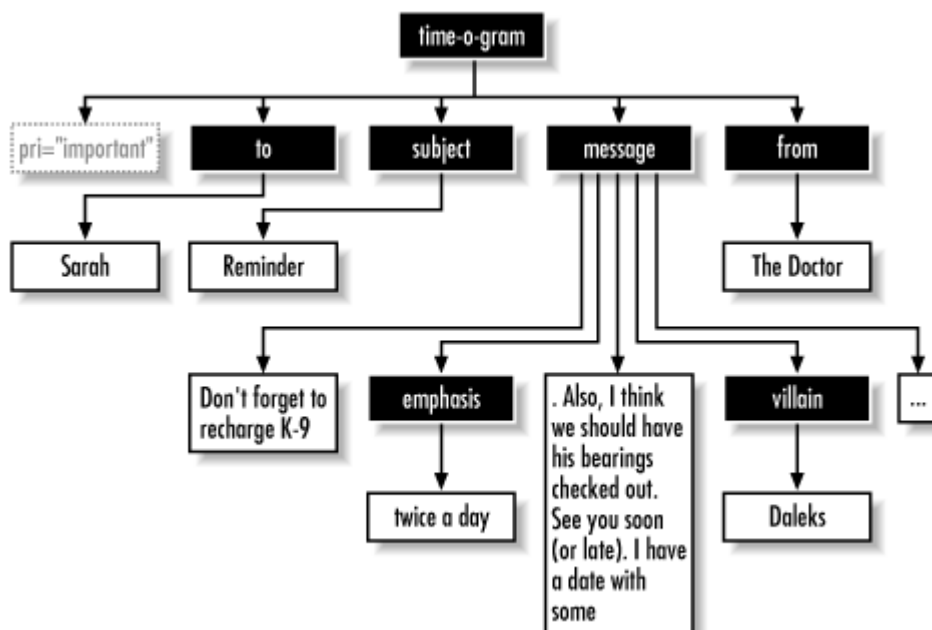 time-o-gram
pri="important"
to
subject
message
from
Sarah
Reminder
The Doctor
Don't forget to
recharge K-9
emphasis
. Also, I think
we should have
his bearings
checked out.
See you soon
(or late). I have
a date with
some
villain
...
twice a day
Daleks